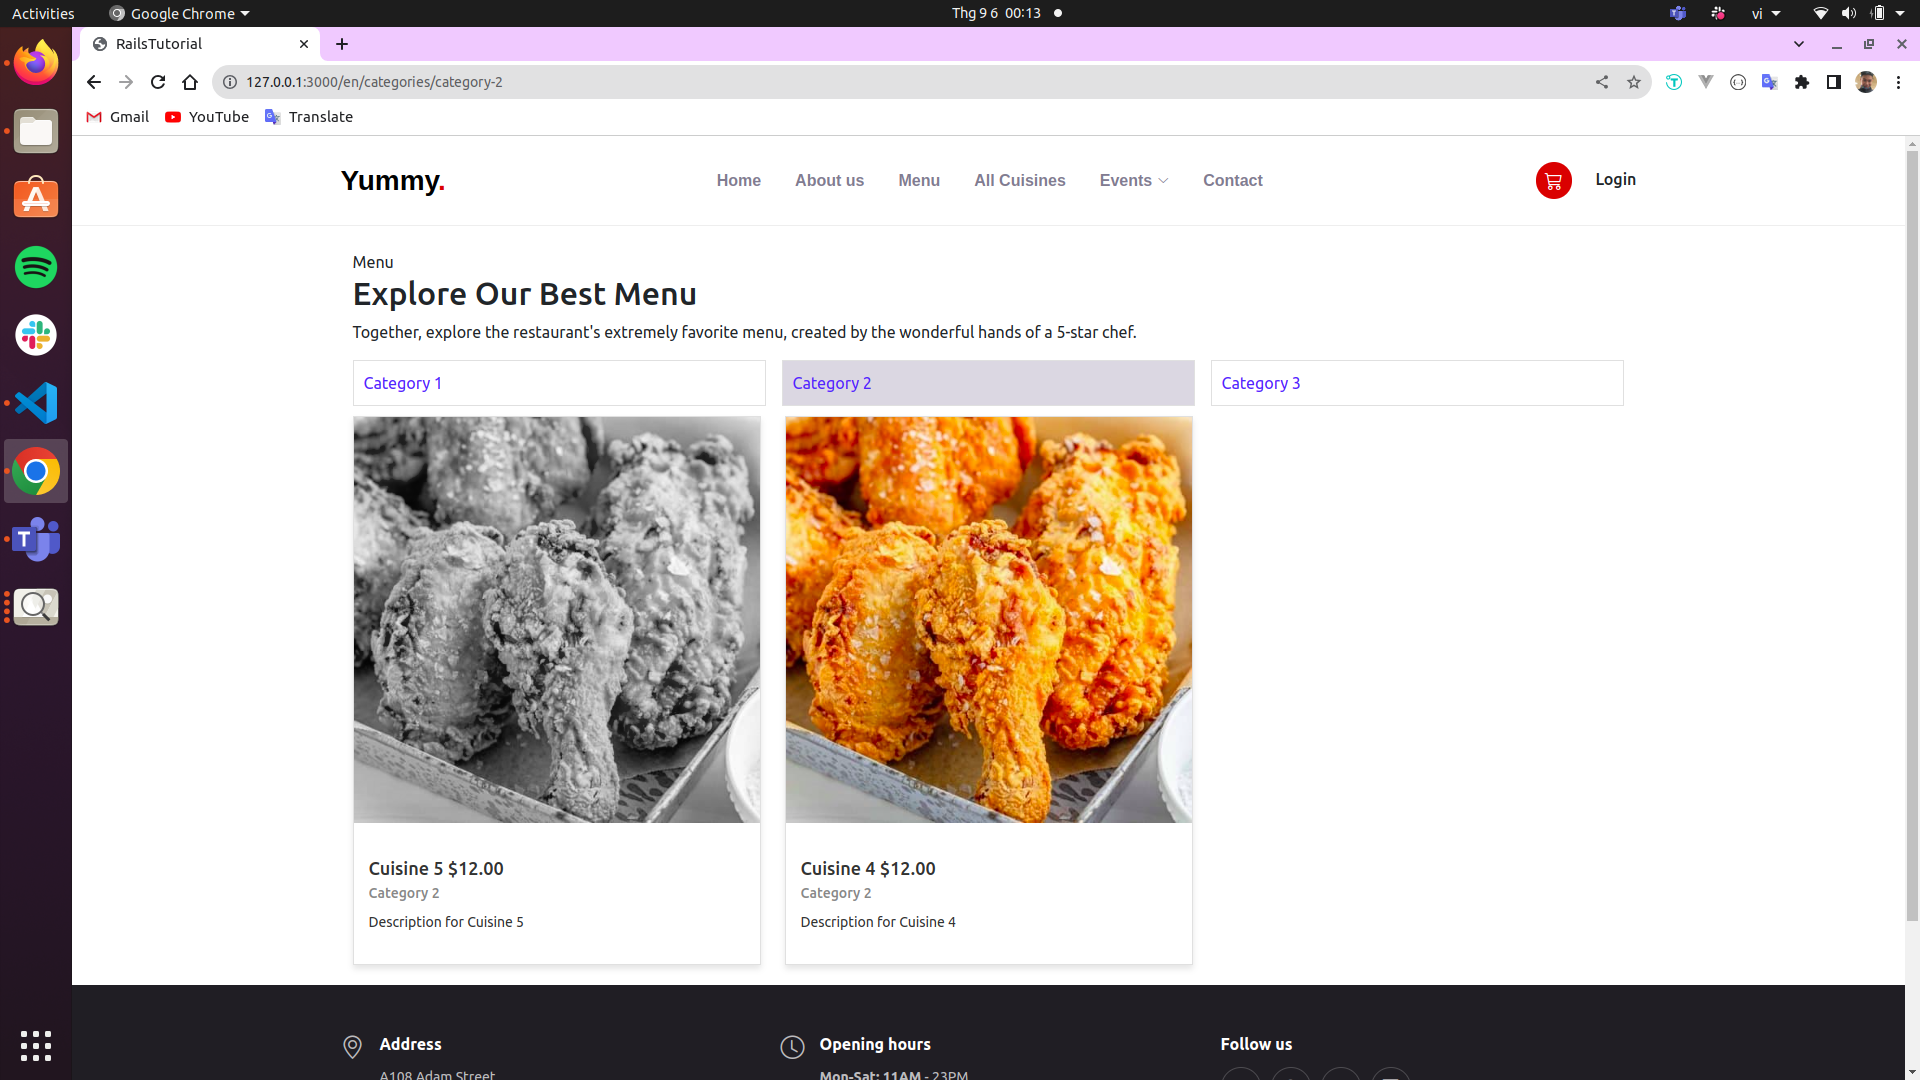 Activities
Google Chrome
Thg 9 6 00:13
vi
RailsTutorial
127.0.0.1:3000/en/categories/category-2
Gmail
YouTube
Translate
Yummy.
Home
About us
Menu
All Cuisines
Events
Contact
Login
Menu
Explore Our Best Menu
Together, explore the restaurant's extremely favorite menu, created by the wonderful hands of a 5-star chef.
Category 1
Category 2
Category 3
Cuisine 5 $12.00
Category 2
Description for Cuisine 5
Cuisine 4 $12.00
Category 2
Description for Cuisine 4
Address
A108 Adam Street
Opening hours
Mon-Sat: 11AM - 23PM
Follow us